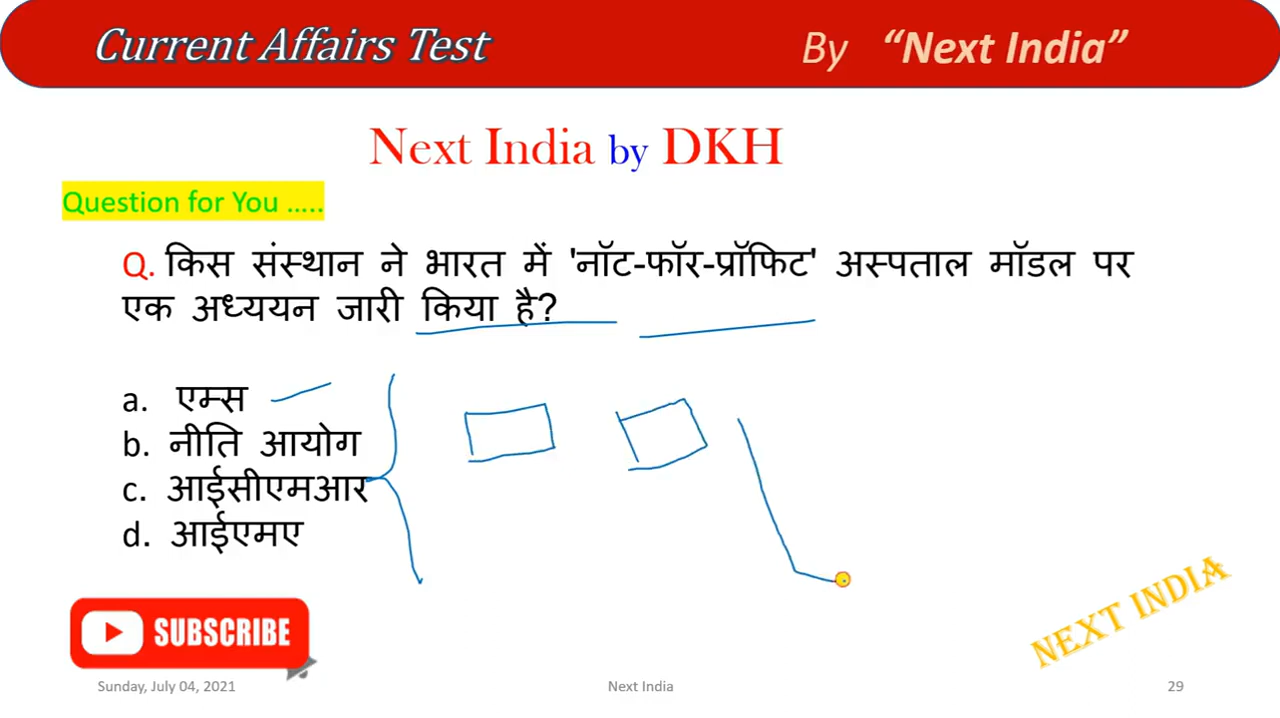 Current Affairs Test By “Next India”
Next India by DKH
Question for You .....
Q. किस संस्थान ने भारत में 'नॉट-फॉर-प्रॉफिट' अस्पताल मॉडल पर
एक अध्ययन जारी किया है?
a. एम्स
b. नीति आयोग
c. आईसीएमआर
d. आईएमए
SUBSCRIBE
NEXT INDIA
Sunday, July 04, 2021 Next India 29